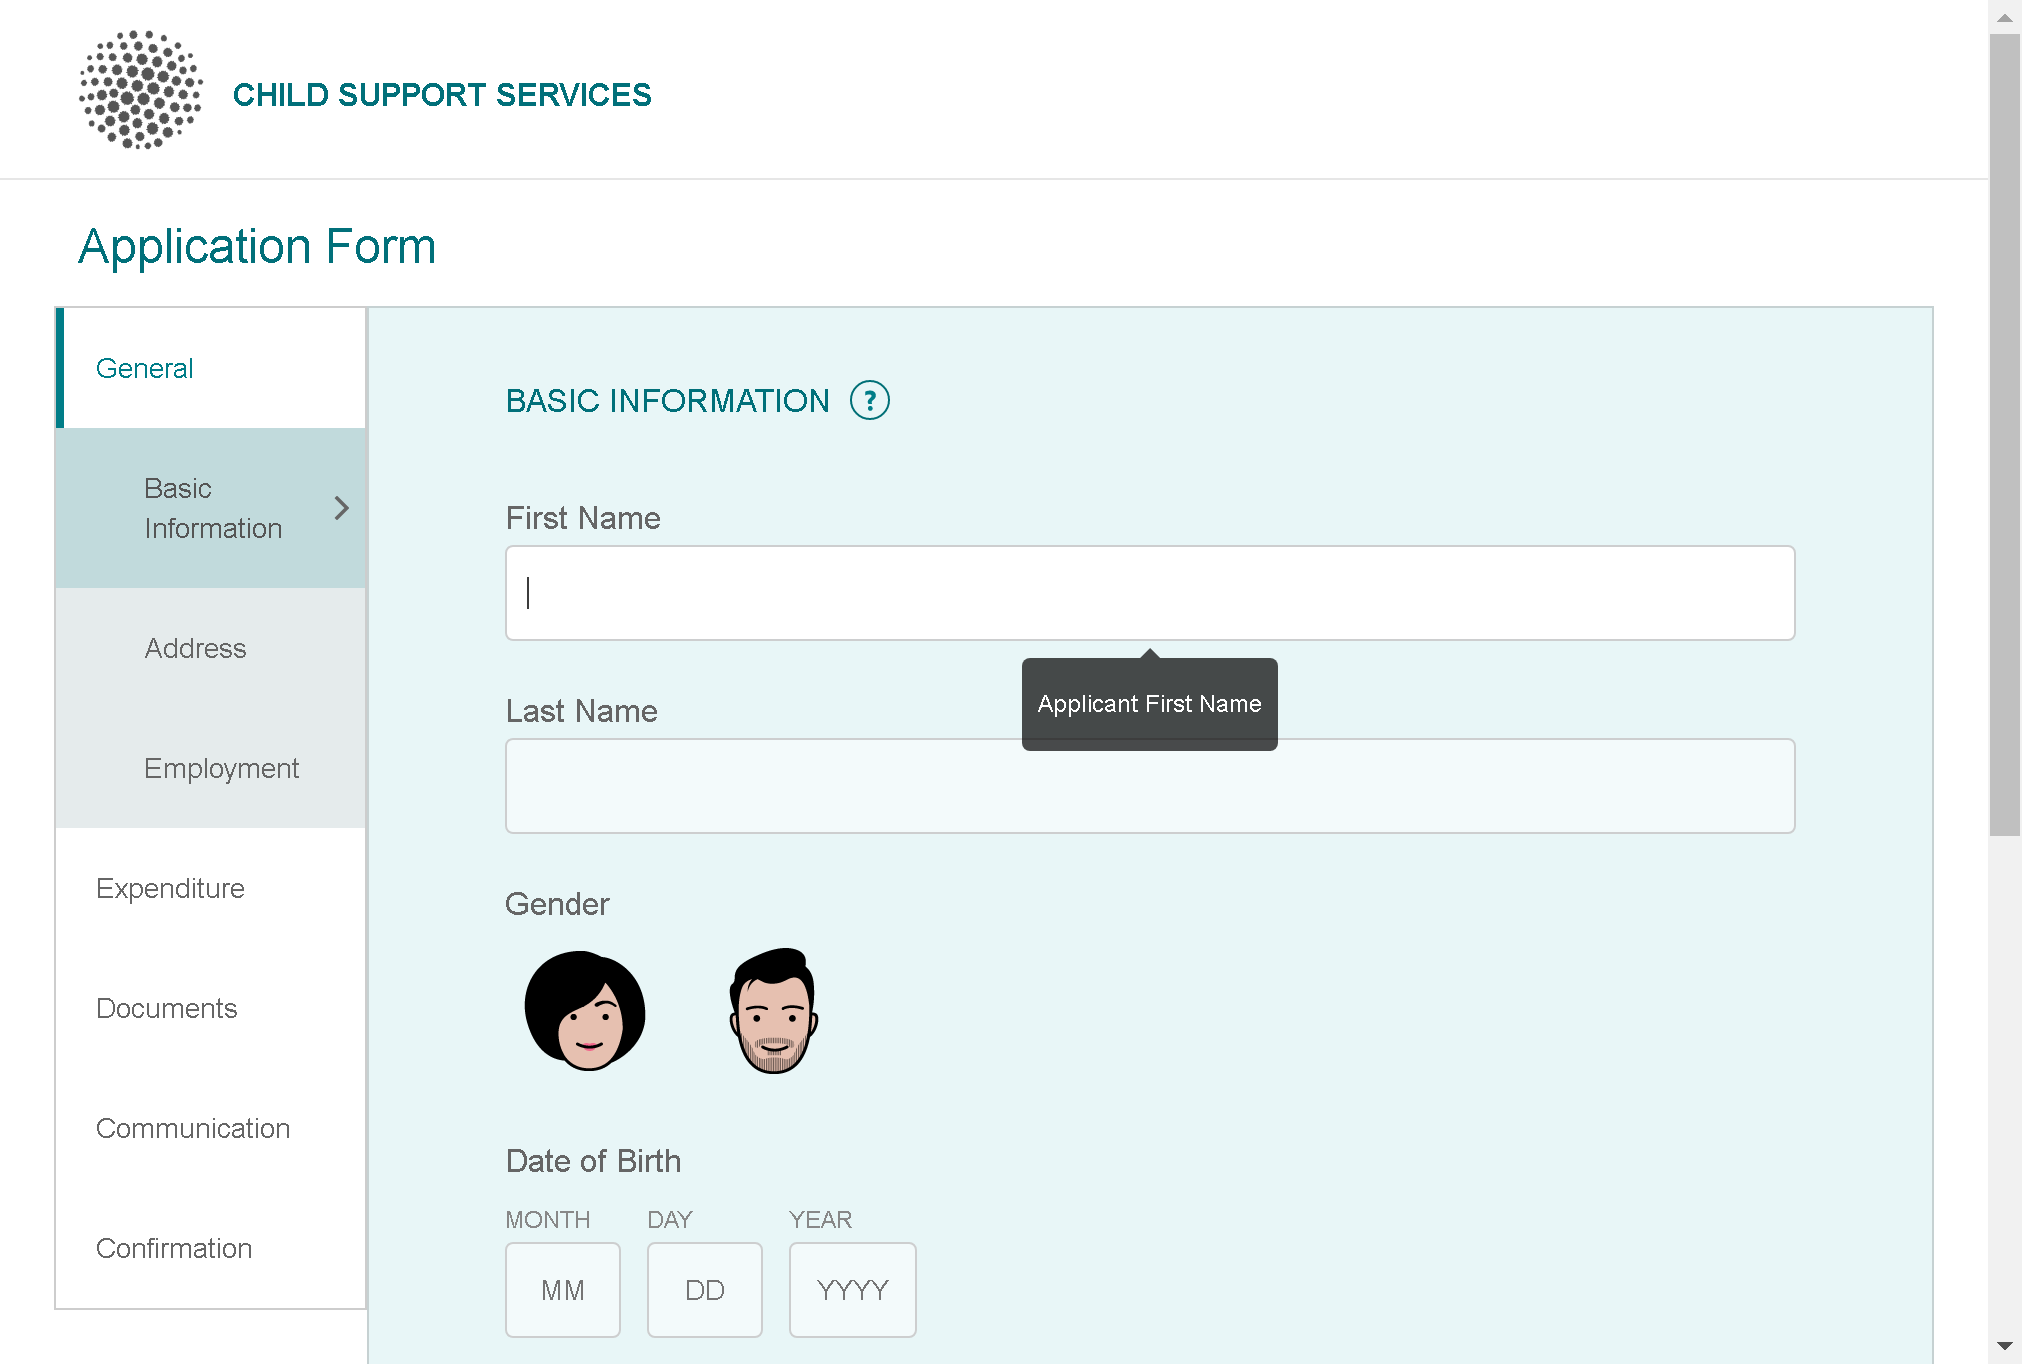 CHILD SUPPORT SERVICES
Application Form
General
Basic
Information
Address
Employment
Expenditure
Documents
Communication
Confirmation
BASIC INFORMATION ?
First Name
Applicant First Name
Last Name
Gender
Date of Birth
MONTH DAY YEAR
MM DD YYYY